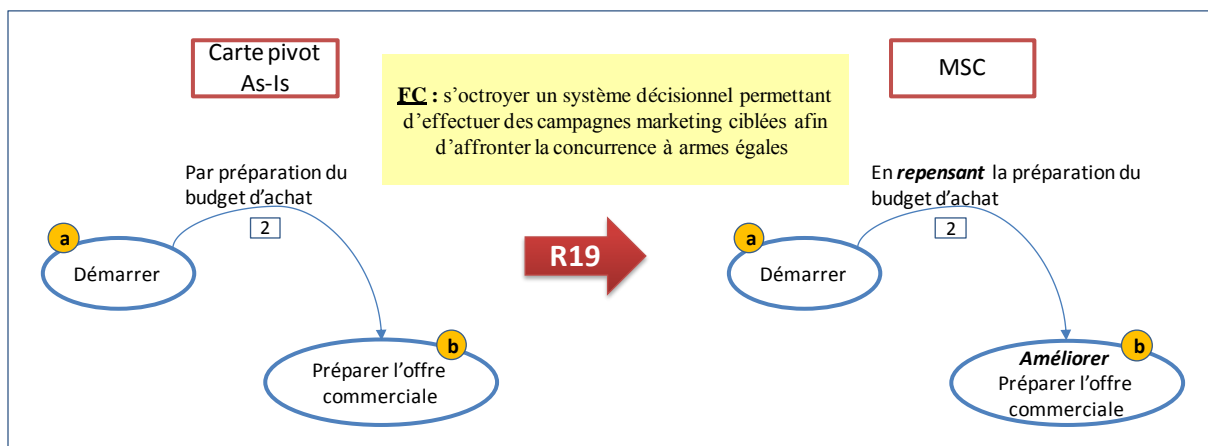 Carte pivot
As-Is
FC : s’octroyer un système décisionnel permettant
d’effectuer des campagnes marketing ciblées afin
d’affronter la concurrence à armes égales
MSC
Par préparation du
budget d’achat
2
a
Démarrer
b
Préparer l’offre
commerciale
R19
En repensant la préparation du
budget d’achat
2
a
Démarrer
b
Améliorer
Préparer l’offre
commerciale